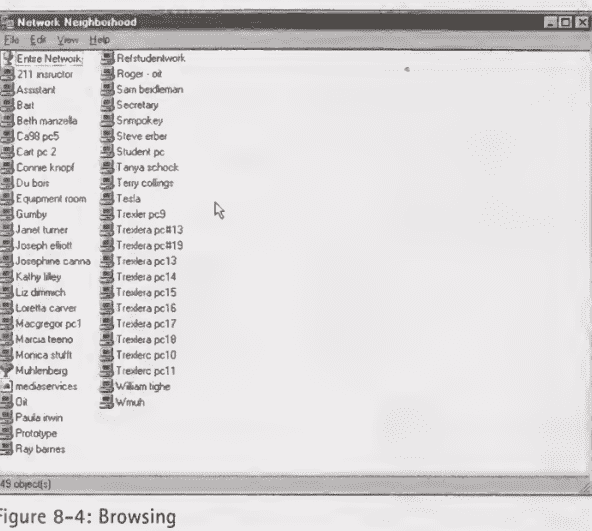 Network Neighborhood
File Edit View Help
Entire Network
211 instructor
Assistant
Bart
Beth manzella
Ca98 pc5
Cart pc 2
Connie knopf
Du bois
Equipment room
Gumby
Janet turner
Joseph elliott
Josephine canna
Kathy lilley
Liz dimmich
Loretta carver
Macgregor pc1
Marcia teeno
Monica stufft
Muhlenberg
mediaservices
Oit
Paula irwin
Prototype
Ray barnes
Refstudentwork
Roger - oit
Sam beidleman
Secretary
Snmpokey
Steve erber
Student pc
Tanya schock
Terry collings
Tesla
Trexler pc9
Trexlera pc#13
Trexlera pc#19
Trexlera pc13
Trexlera pc14
Trexlera pc15
Trexlera pc16
Trexlera pc17
Trexlera pc18
Trexlerc pc10
Trexlerc pc11
William tighe
Wmuh
49 object(s)
Figure 8-4: Browsing